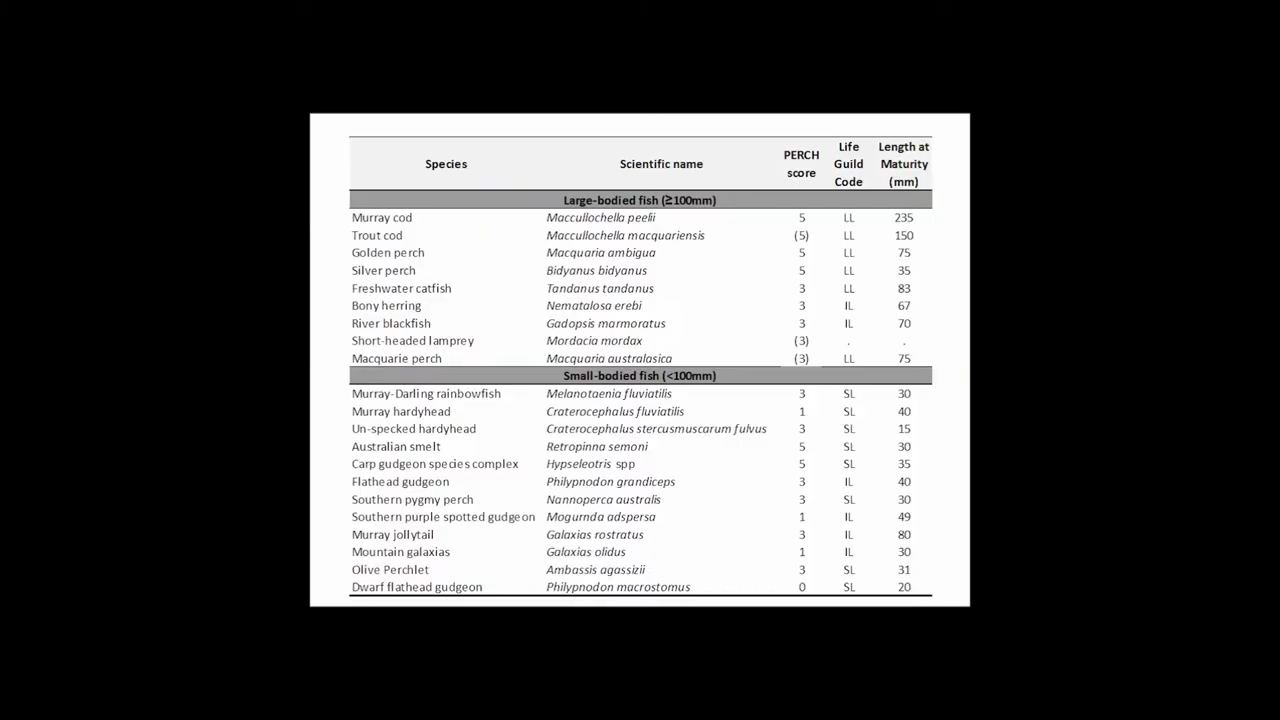 Species Scientific name PERCH score Life Guild Code Length at Maturity (mm)
Large-bodied fish (≥100mm)
Murray cod Maccullochella peelii 5 LL 235
Trout cod Maccullochella macquariensis (5) LL 150
Golden perch Macquaria ambigua 5 LL 75
Silver perch Bidyanus bidyanus 5 LL 35
Freshwater catfish Tandanus tandanus 3 LL 83
Bony herring Nematalosa erebi 3 IL 67
River blackfish Gadopsis marmoratus 3 IL 70
Short-headed lamprey Mordacia mordax (3) . .
Macquarie perch Macquaria australasica (3) LL 75
Small-bodied fish (<100mm)
Murray-Darling rainbowfish Melanotaenia fluviatilis 3 SL 30
Murray hardyhead Craterocephalus fluviatilis 1 SL 40
Un-specked hardyhead Craterocephalus stercusmuscarum fulvus 3 SL 15
Australian smelt Retropinna semoni 5 SL 30
Carp gudgeon species complex Hypseleotris spp 5 SL 35
Flathead gudgeon Philypnodon grandiceps 3 IL 40
Southern pygmy perch Nannoperca australis 3 SL 30
Southern purple spotted gudgeon Mogurnda adspersa 1 IL 49
Murray jollytail Galaxias rostratus 3 IL 80
Mountain galaxias Galaxias olidus 1 IL 30
Olive Perchlet Ambassis agassizii 3 SL 31
Dwarf flathead gudgeon Philypnodon macrostomus 0 SL 20